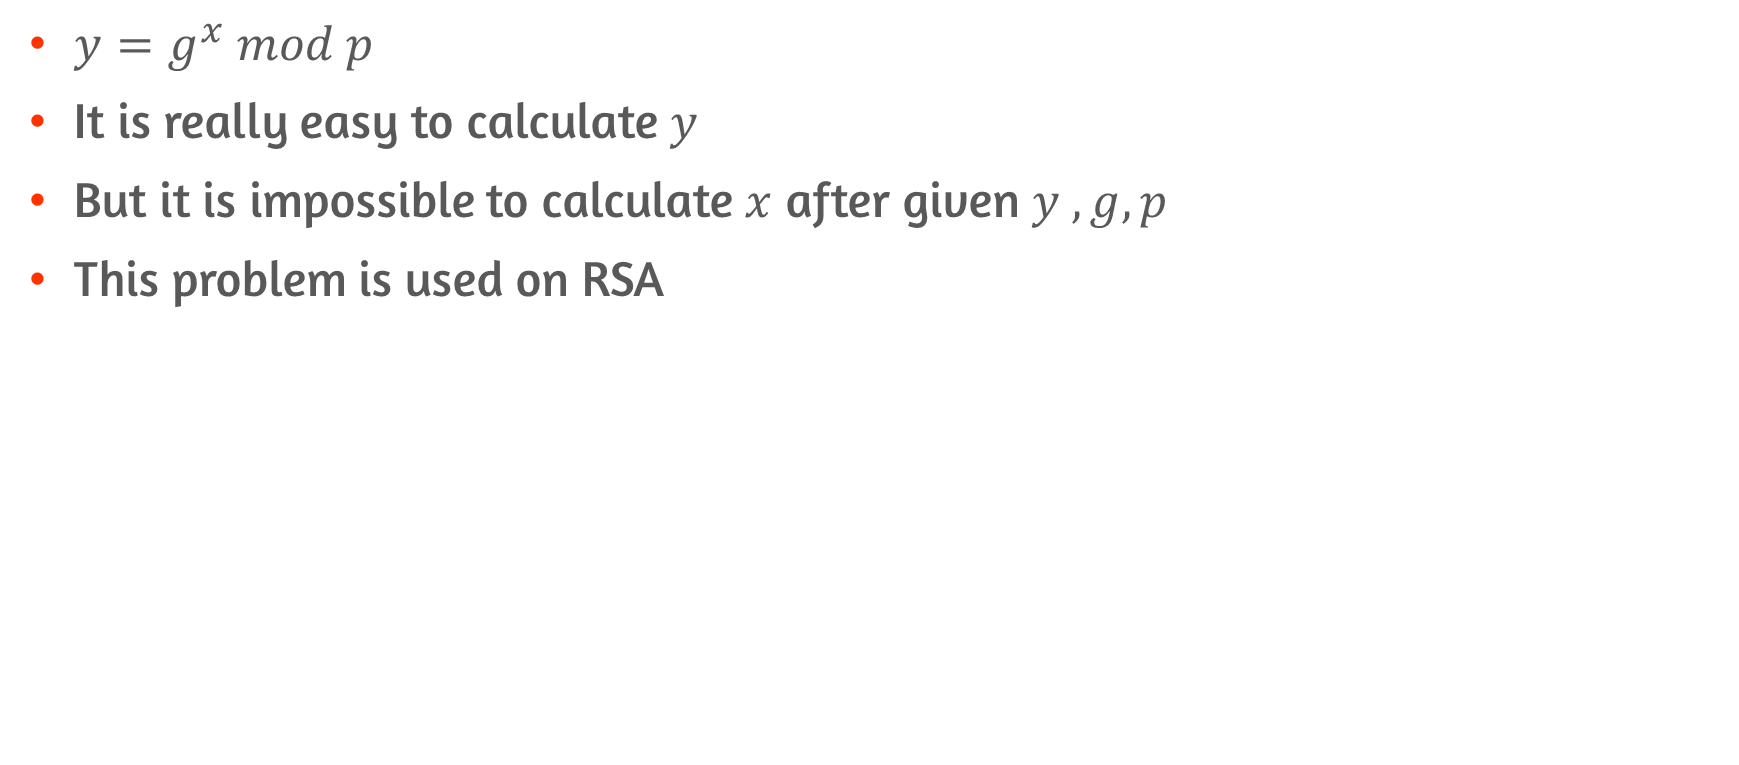 • y = g^x mod p
• It is really easy to calculate y
• But it is impossible to calculate x after given y , g, p
• This problem is used on RSA